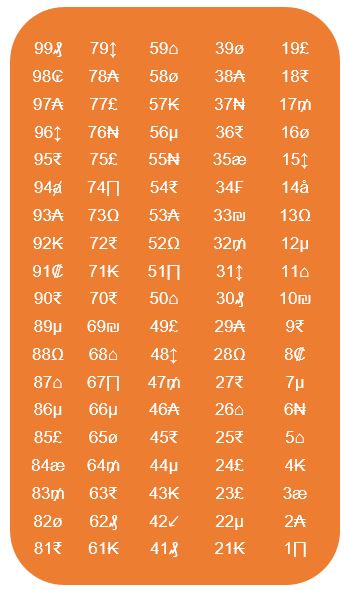 99₰ 79↨ 59⌂ 39ø 19£
98₢ 78₳ 58ø 38₳ 18₹
97₳ 77£ 57₭ 37₦ 17₥
96↨ 76₦ 56µ 36₹ 16ø
95₹ 75£ 55₦ 35æ 15↨
94ǿ 74∏ 54₹ 34₣ 14å
93₳ 73Ω 53₳ 33₪ 13Ω
92₭ 72₹ 52Ω 32₥ 12µ
91₡ 71₭ 51∏ 31↨ 11⌂
90₹ 70₹ 50⌂ 30₰ 10₪
89µ 69₪ 49£ 29₳ 9₹
88Ω 68⌂ 48↨ 28Ω 8₡
87⌂ 67∏ 47₥ 27₹ 7µ
86µ 66µ 46₳ 26⌂ 6₦
85£ 65ø 45₹ 25₹ 5⌂
84æ 64₥ 44µ 24£ 4₭
83₥ 63₹ 43₭ 23£ 3æ
82ø 62₰ 42↙ 22µ 2₳
81₹ 61₭ 41₰ 21₭ 1∏